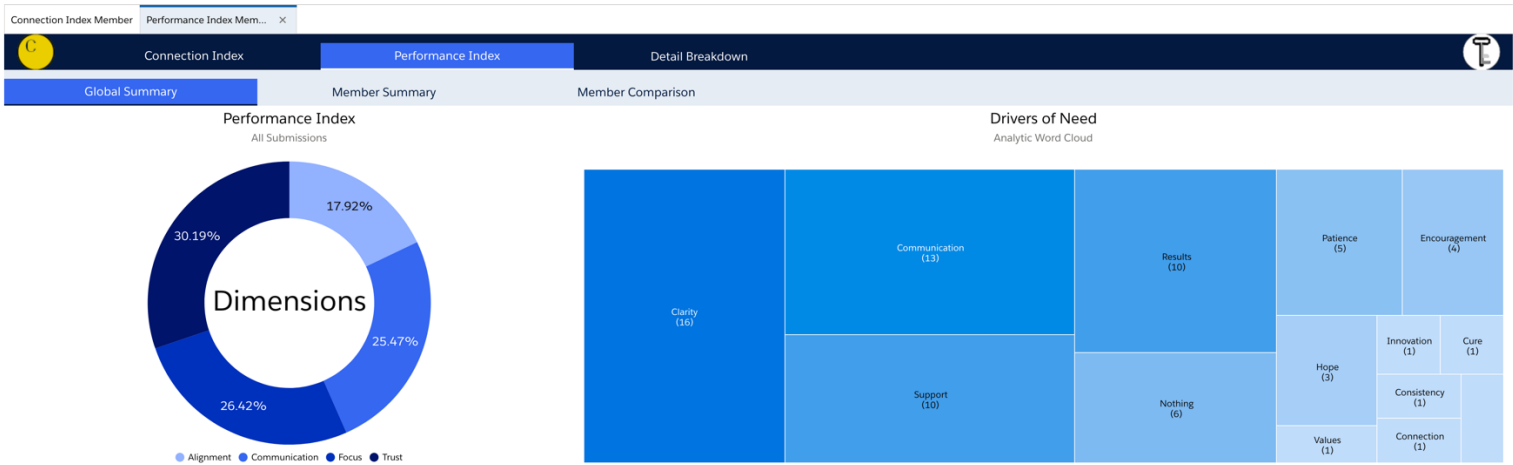 Connection Index Member
Performance Index Mem...
×
C
Connection Index
Performance Index
Detail Breakdown
Global Summary
Member Summary
Member Comparison
Performance Index
All Submissions
17.92%
30.19%
Dimensions
25.47%
26.42%
Alignment
Communication
Focus
Trust
Drivers of Need
Analytic Word Cloud
Clarity
(16)
Communication
(13)
Support
(10)
Results
(10)
Nothing
(6)
Patience
(5)
Encouragement
(4)
Hope
(3)
Innovation
(1)
Cure
(1)
Consistency
(1)
Values
(1)
Connection
(1)